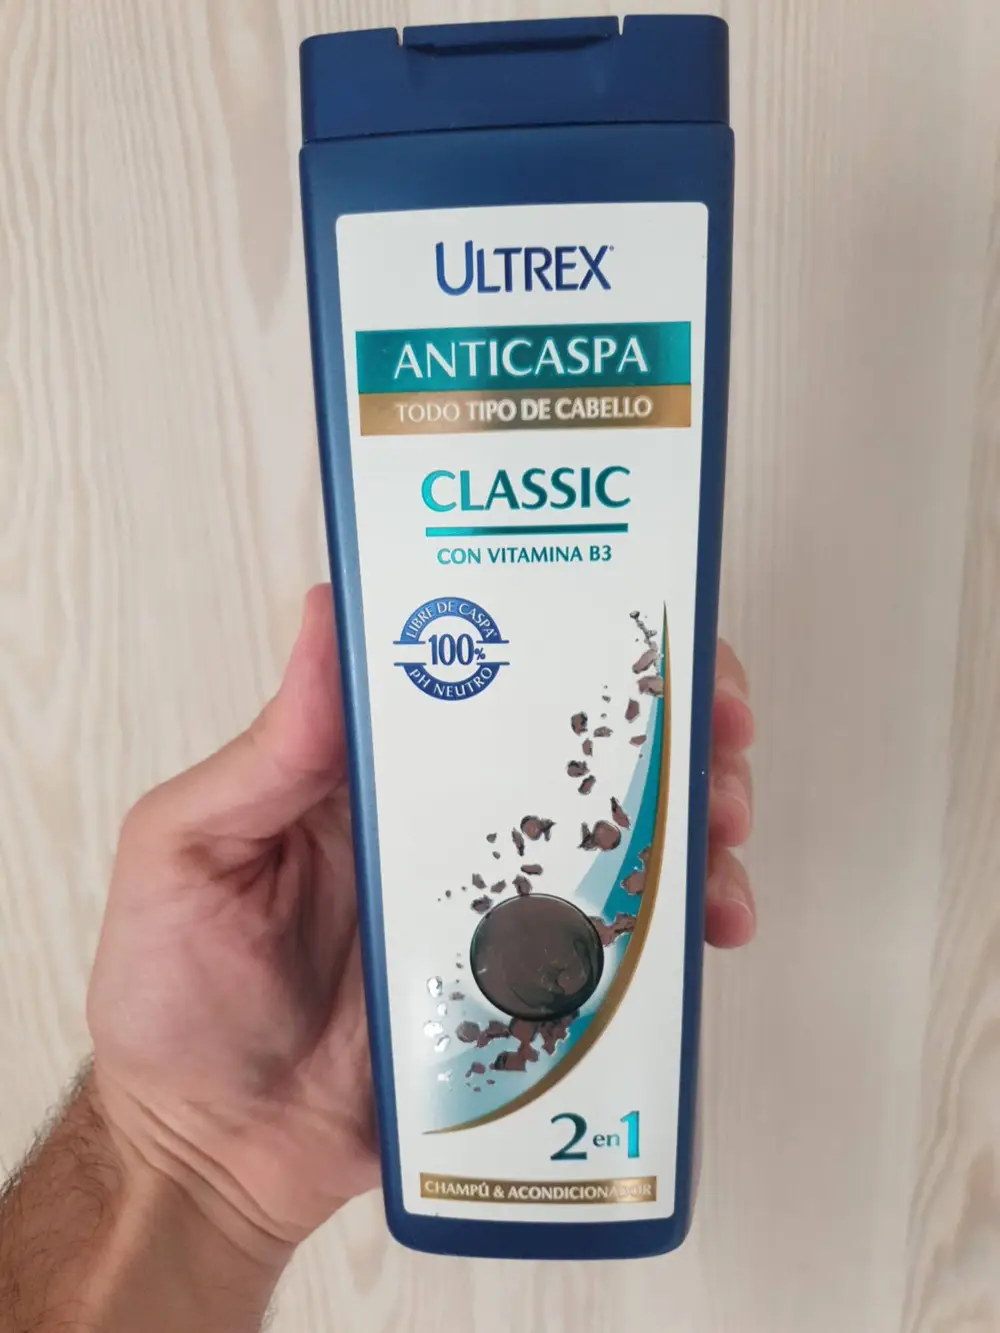 ULTREX®
ANTICASPA
TODO TIPO DE CABELLO
CLASSIC
CON VITAMINA B3
LIBRE DE CASPA*
100%
PH NEUTRO
2 en 1
CHAMPÚ & ACONDICIONADOR